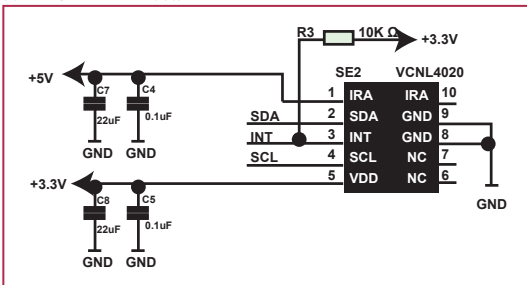 R3 10K Ω +3.3V
SE2 VCNL4020
+5V
C7 C4
22uF 0.1uF
GND GND
1 IRA IRA 10
SDA 2 SDA GND 9
INT 3 INT GND 8
SCL 4 SCL NC 7
+3.3V 5 VDD NC 6
C8 C5
22uF 0.1uF
GND GND
GND